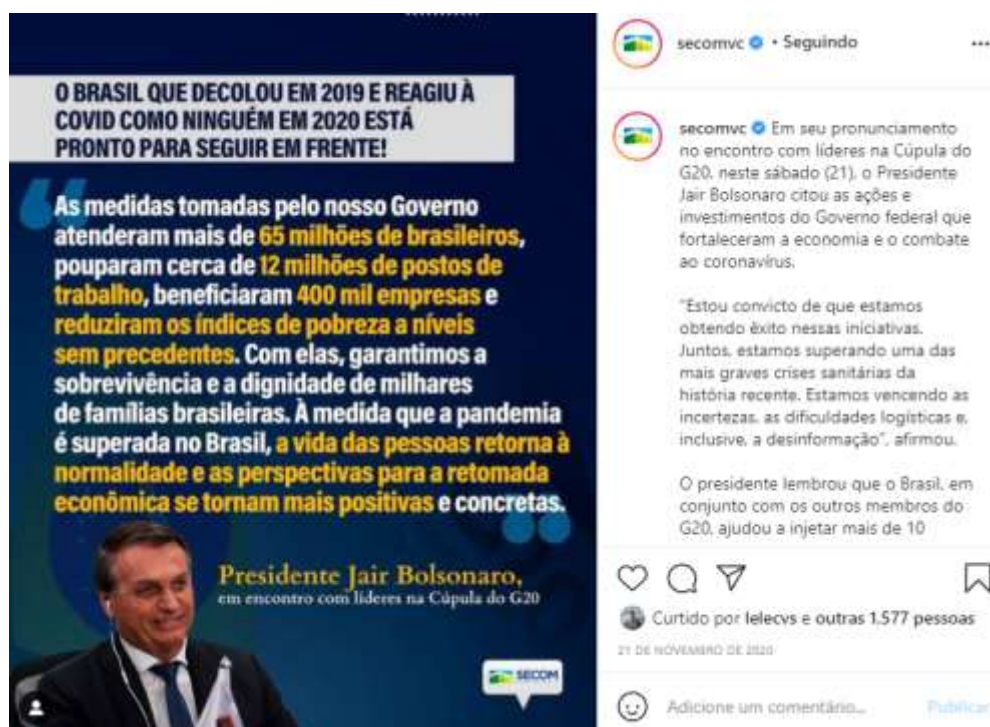 O BRASIL QUE DECOLOU EM 2019 E REAGIU À
COVID COMO NINGUÉM EM 2020 ESTÁ
PRONTO PARA SEGUIR EM FRENTE!
As medidas tomadas pelo nosso Governo
atenderam mais de 65 milhões de brasileiros,
pouparam cerca de 12 milhões de postos de
trabalho, beneficiaram 400 mil empresas e
reduziram os índices de pobreza a níveis
sem precedentes. Com elas, garantimos a
sobrevivência e a dignidade de milhares
de famílias brasileiras. À medida que a pandemia
é superada no Brasil, a vida das pessoas retorna à
normalidade e as perspectivas para a retomada
econômica se tornam mais positivas e concretas.
Presidente Jair Bolsonaro,
em encontro com líderes na Cúpula do G20
SECOM
secomvc • Seguindo
secomvc Em seu pronunciamento
no encontro com líderes na Cúpula do
G20, neste sábado (21), o Presidente
Jair Bolsonaro citou as ações e
investimentos do Governo federal que
fortaleceram a economia e o combate
ao coronavírus.
"Estou convicto de que estamos
obtendo êxito nessas iniciativas.
Juntos, estamos superando uma das
mais graves crises sanitárias da
história recente. Estamos vencendo as
incertezas, as dificuldades logísticas e,
inclusive, a desinformação", afirmou.
O presidente lembrou que o Brasil, em
conjunto com os outros membros do
G20, ajudou a injetar mais de 10
Curtido por lelecvs e outras 1.577 pessoas
21 DE NOVEMBRO DE 2020
Adicione um comentário...
Publicar